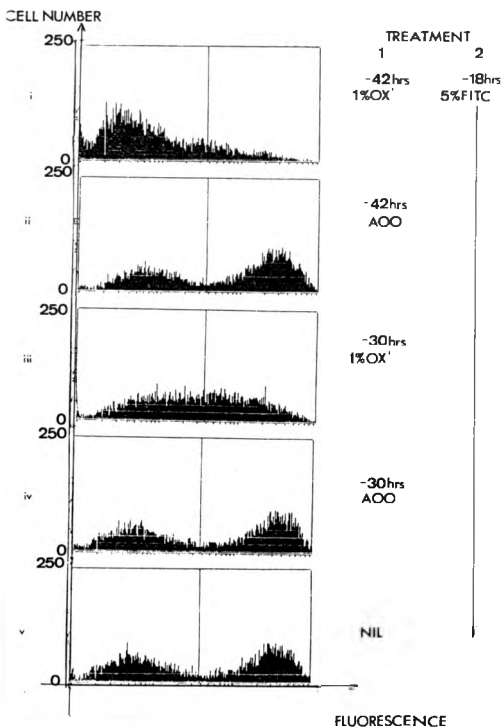 CELL NUMBER
TREATMENT
1 2
250
-42hrs -18hrs
1%OX' 5%FITC
i
0
250
-42hrs
AOO
ii
0
250
-30hrs
1%OX'
iii
0
250
-30hrs
AOO
iv
0
250
NIL
v
0
FLUORESCENCE